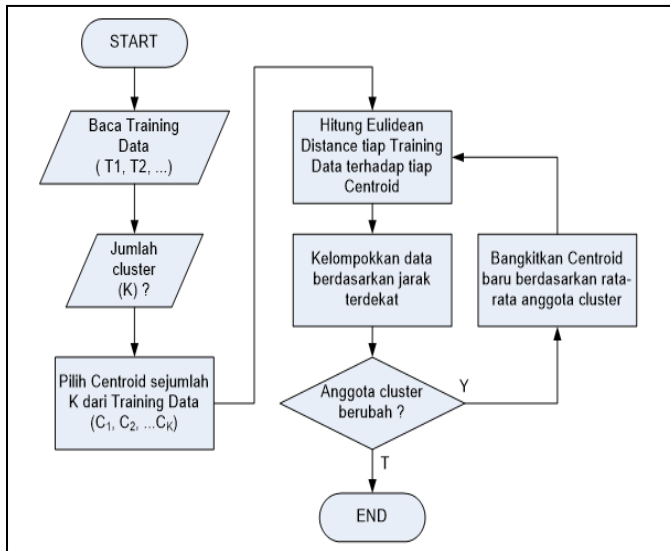 START
Baca Training
Data
( T1, T2, ...)
Jumlah
cluster
(K) ?
Pilih Centroid sejumlah
K dari Training Data
(C₁, C₂, ...Cₖ)
Hitung Eulidean
Distance tiap Training
Data terhadap tiap
Centroid
Kelompokkan data
berdasarkan jarak
terdekat
Anggota cluster
berubah ?
Y
T
Bangkitkan Centroid
baru berdasarkan rata-
rata anggota cluster
END